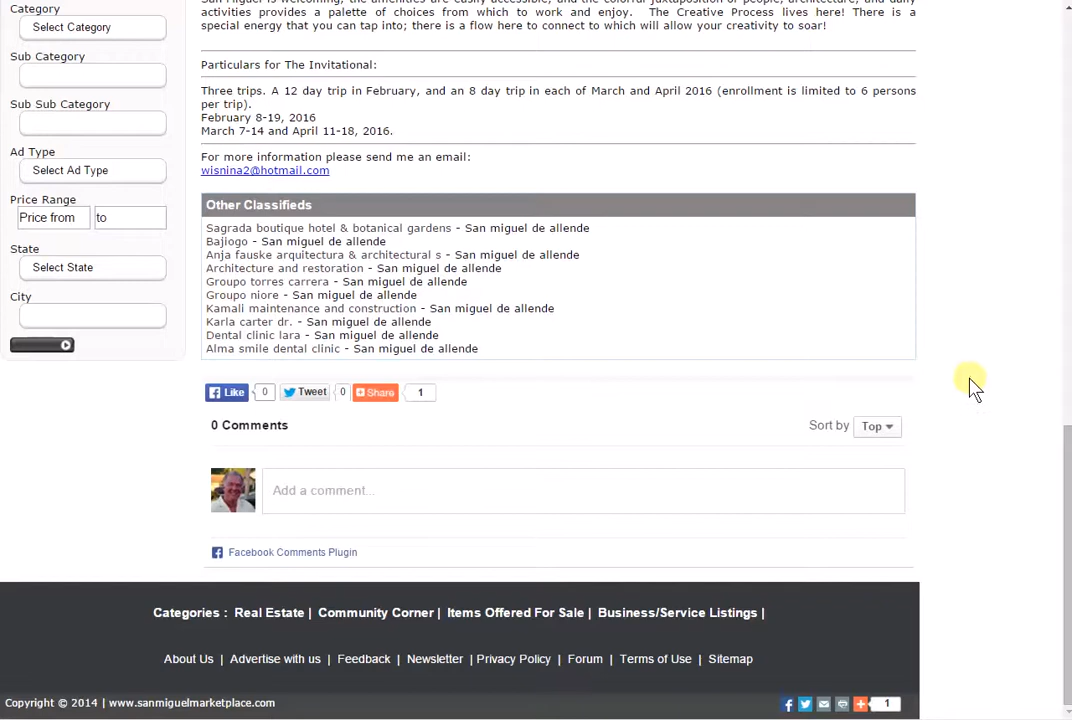 Category
Select Category
Sub Category
Sub Sub Category
Ad Type
Select Ad Type
Price Range
Price from
to
State
Select State
City
San Miguel is welcoming, the amenities are easily accessible, and the colorful juxtaposition of people, architecture, and daily
activities provides a palette of choices from which to work and enjoy. The Creative Process lives here! There is a
special energy that you can tap into; there is a flow here to connect to which will allow your creativity to soar!
Particulars for The Invitational:
Three trips. A 12 day trip in February, and an 8 day trip in each of March and April 2016 (enrollment is limited to 6 persons
per trip).
February 8-19, 2016
March 7-14 and April 11-18, 2016.
For more information please send me an email:
wisnina2@hotmail.com
Other Classifieds
Sagrada boutique hotel & botanical gardens - San miguel de allende
Bajiogo - San miguel de allende
Anja fauske arquitectura & architectural s - San miguel de allende
Architecture and restoration - San miguel de allende
Groupo torres carrera - San miguel de allende
Groupo niore - San miguel de allende
Kamali maintenance and construction - San miguel de allende
Karla carter dr. - San miguel de allende
Dental clinic lara - San miguel de allende
Alma smile dental clinic - San miguel de allende
Like 0 Tweet 0 Share 1
0 Comments Sort by Top
Add a comment...
Facebook Comments Plugin
Categories : Real Estate | Community Corner | Items Offered For Sale | Business/Service Listings |
About Us | Advertise with us | Feedback | Newsletter | Privacy Policy | Forum | Terms of Use | Sitemap
Copyright © 2014 | www.sanmiguelmarketplace.com 1